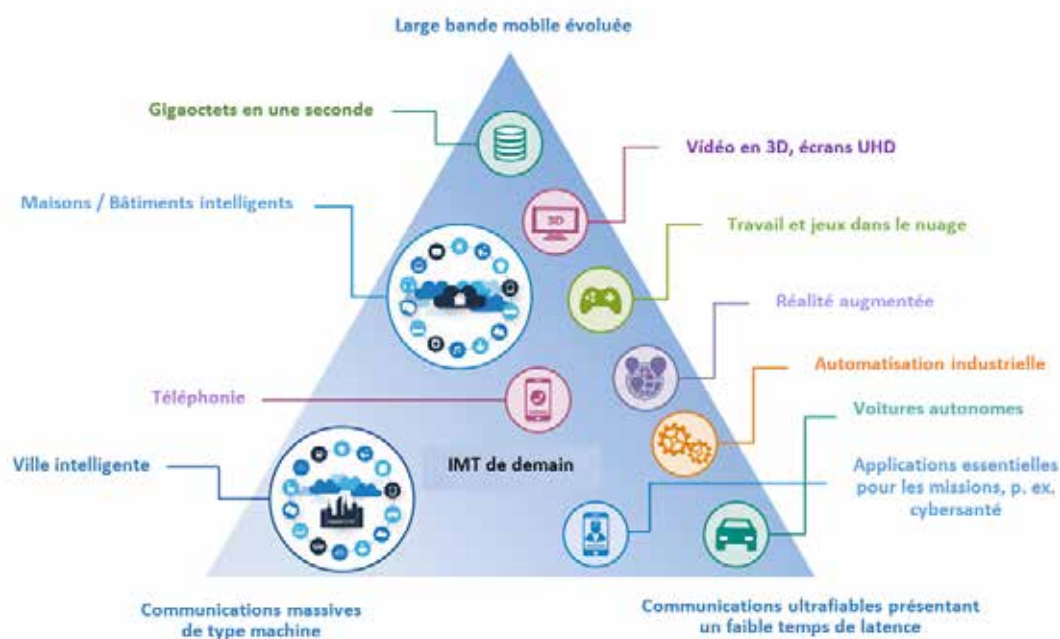 Large bande mobile évoluée
Gigaoctets en une seconde
Vidéo en 3D, écrans UHD
Maisons / Bâtiments intelligents
3D
Travail et jeux dans le nuage
Réalité augmentée
Automatisation industrielle
Téléphonie
Voitures autonomes
Ville intelligente
IMT de demain
Applications essentielles
pour les missions, p. ex.
cybersanté
Communications massives
de type machine
Communications ultrafiables présentant
un faible temps de latence